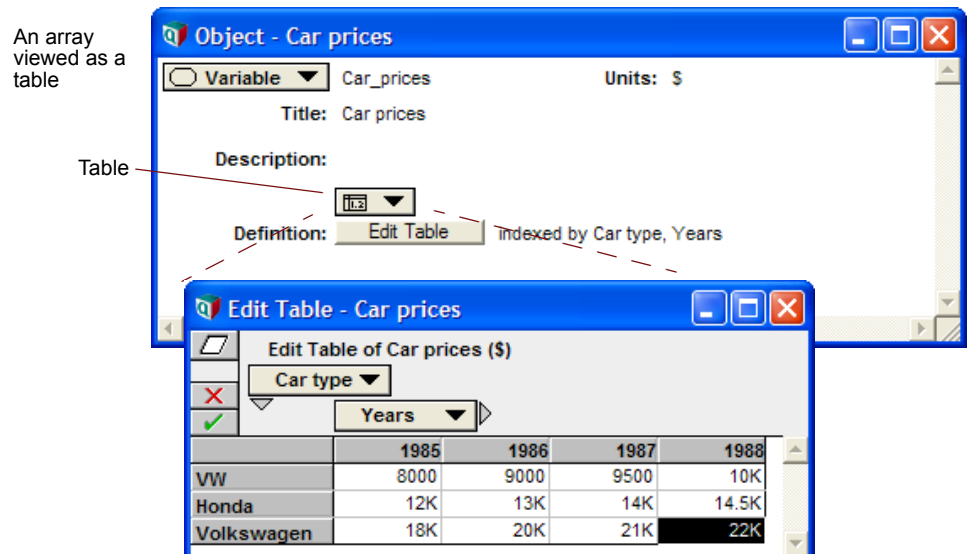 An array
viewed as a
table
Object - Car prices
Variable Car_prices Units: $
Title: Car prices
Description:
Table
1.2
Definition: Edit Table indexed by Car type, Years
Edit Table - Car prices
Edit Table of Car prices ($)
Car type
Years
1985 1986 1987 1988
VW 8000 9000 9500 10K
Honda 12K 13K 14K 14.5K
Volkswagen 18K 20K 21K 22K